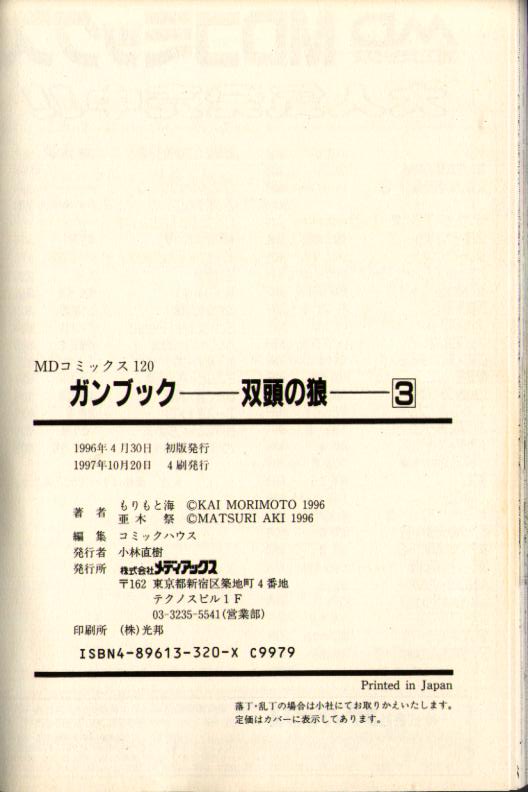 MDコミックス120
ガンブック――双頭の狼――3
1996年4月30日 初版発行
1997年10月20日 4刷発行
著者 もりもと海 ©KAI MORIMOTO 1996
亜木 祭 ©MATSURI AKI 1996
編集 コミックハウス
発行者 小林直樹
発行所 株式会社メディアックス
〒162 東京都新宿区築地町4番地
テクノスビル1F
03-3235-5541(営業部)
印刷所 (株)光邦
ISBN4-89613-320-X C9979
Printed in Japan
落丁・乱丁の場合は小社にてお取りかえいたします。
定価はカバーに表示してあります。